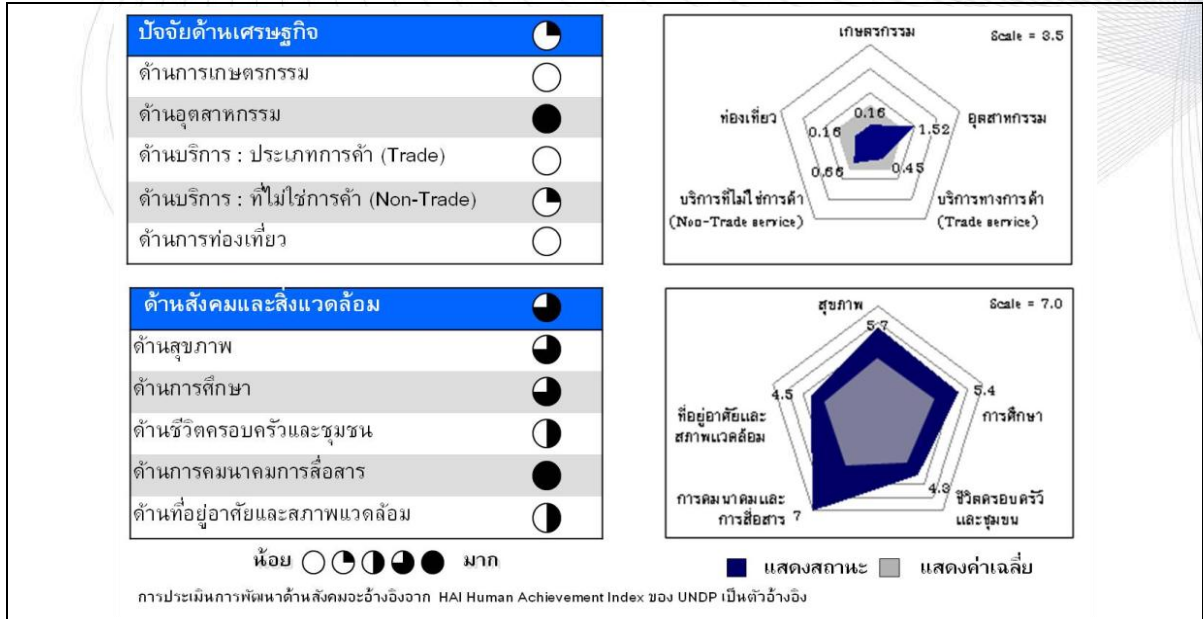 ปัจจัยด้านเศรษฐกิจ
ด้านการเกษตรกรรม
ด้านอุตสาหกรรม
ด้านบริการ : ประเภทการค้า (Trade)
ด้านบริการ : ที่ไม่ใช่การค้า (Non-Trade)
ด้านการท่องเที่ยว
เกษตรกรรม
Scale = 3.5
ท่องเที่ยว
0.16
0.16
1.52
อุตสาหกรรม
0.66
0.45
บริการที่ไม่ใช่การค้า
(Non-Trade service)
บริการทางการค้า
(Trade service)
ด้านสังคมและสิ่งแวดล้อม
ด้านสุขภาพ
ด้านการศึกษา
ด้านชีวิตครอบครัวและชุมชน
ด้านการคมนาคมการสื่อสาร
ด้านที่อยู่อาศัยและสภาพแวดล้อม
สุขภาพ
Scale = 7.0
5.7
4.5
5.4
ที่อยู่อาศัยและ
สภาพแวดล้อม
การศึกษา
การคมนาคมและ
การสื่อสาร 7
4.3
ชีวิตครอบครัวี
และชุมชน
น้อย มาก
แสดงสถานะ แสดงค่าเฉลี่ย
การประเมินการพัฒนาด้านสังคมจะอ้างอิงจาก HAI Human Achievement Index ของ UNDP เป็นตัวอ้างอิง